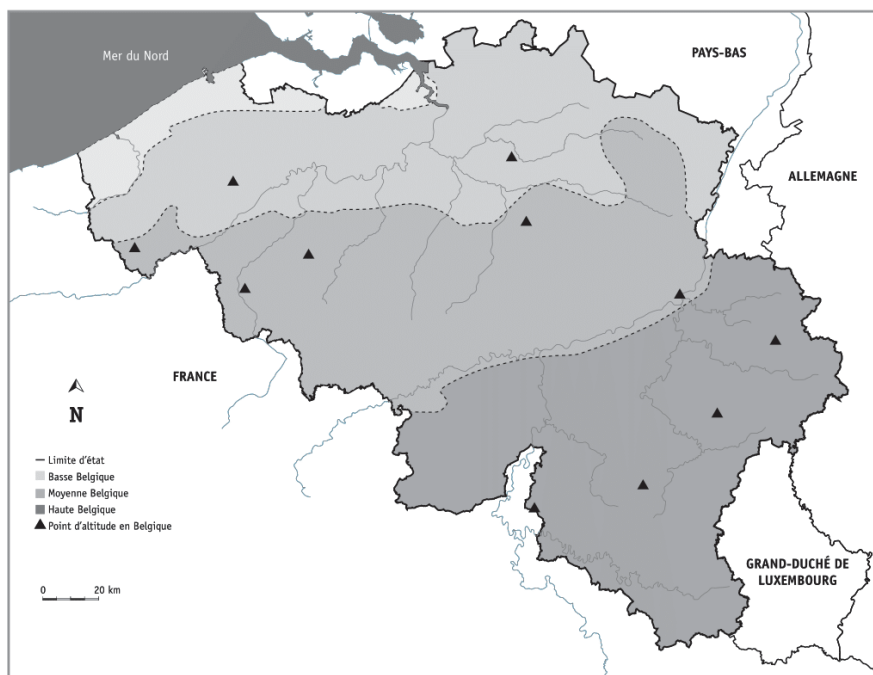 Mer du Nord
PAYS-BAS
ALLEMAGNE
FRANCE
N
Limite d'état
Basse Belgique
Moyenne Belgique
Haute Belgique
Point d'altitude en Belgique
GRAND-DUCHÉ DE
LUXEMBOURG
0 20 km